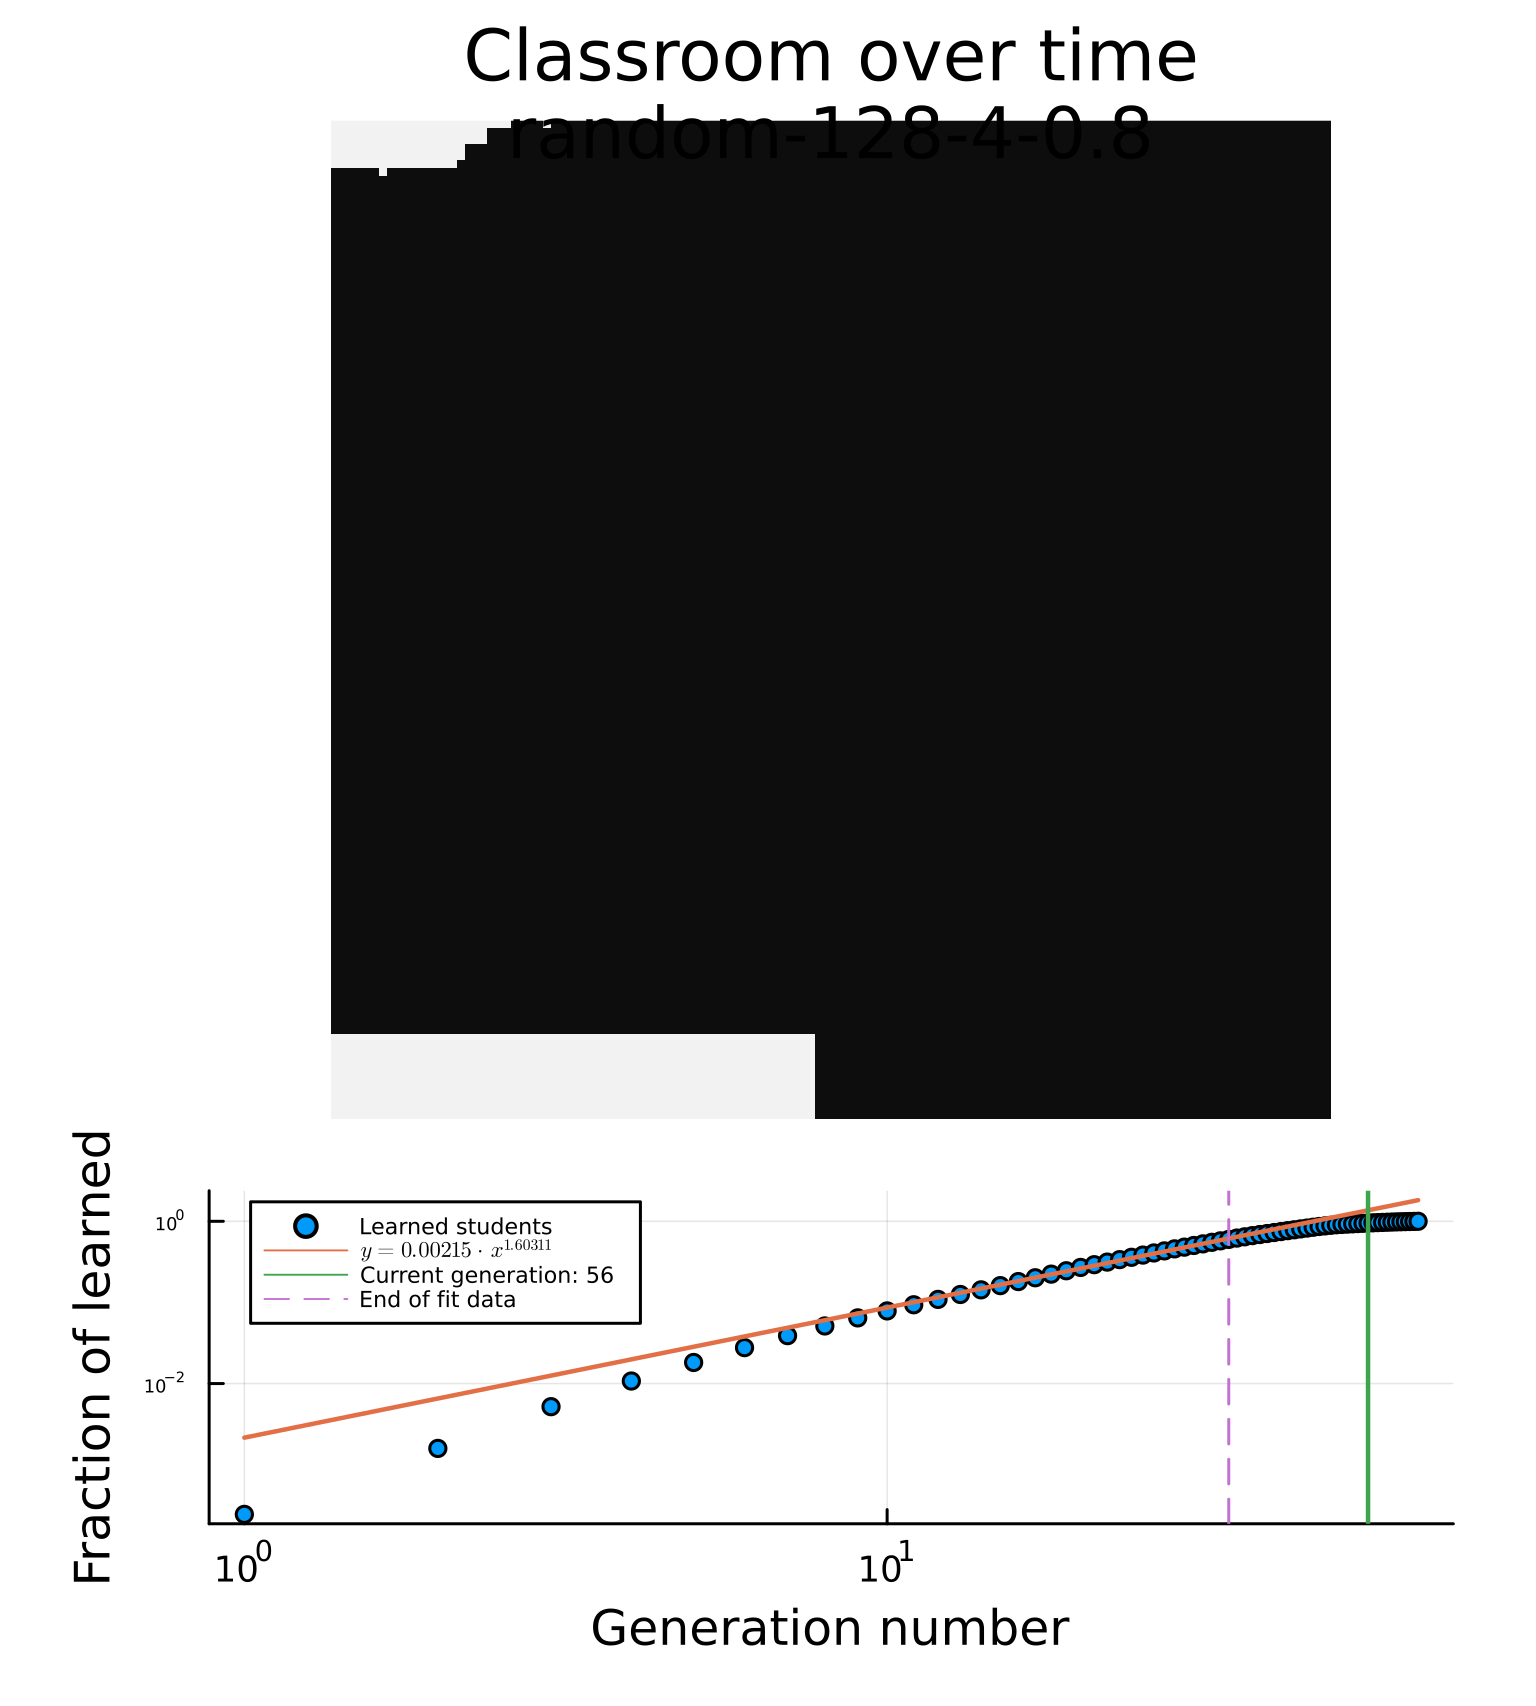 Classroom over time
random-128-4-0.8
Fraction of learned
10⁰
10⁻²
Learned students
y = 0.00215 · x^1.60311
Current generation: 56
End of fit data
10⁰
10¹
Generation number